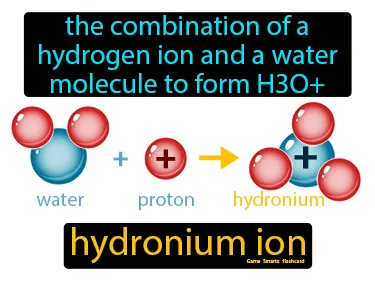 the combination of a
hydrogen ion and a water
molecule to form H3O+
+ + +
water proton hydronium
hydronium ion
Game Smartz flashcard